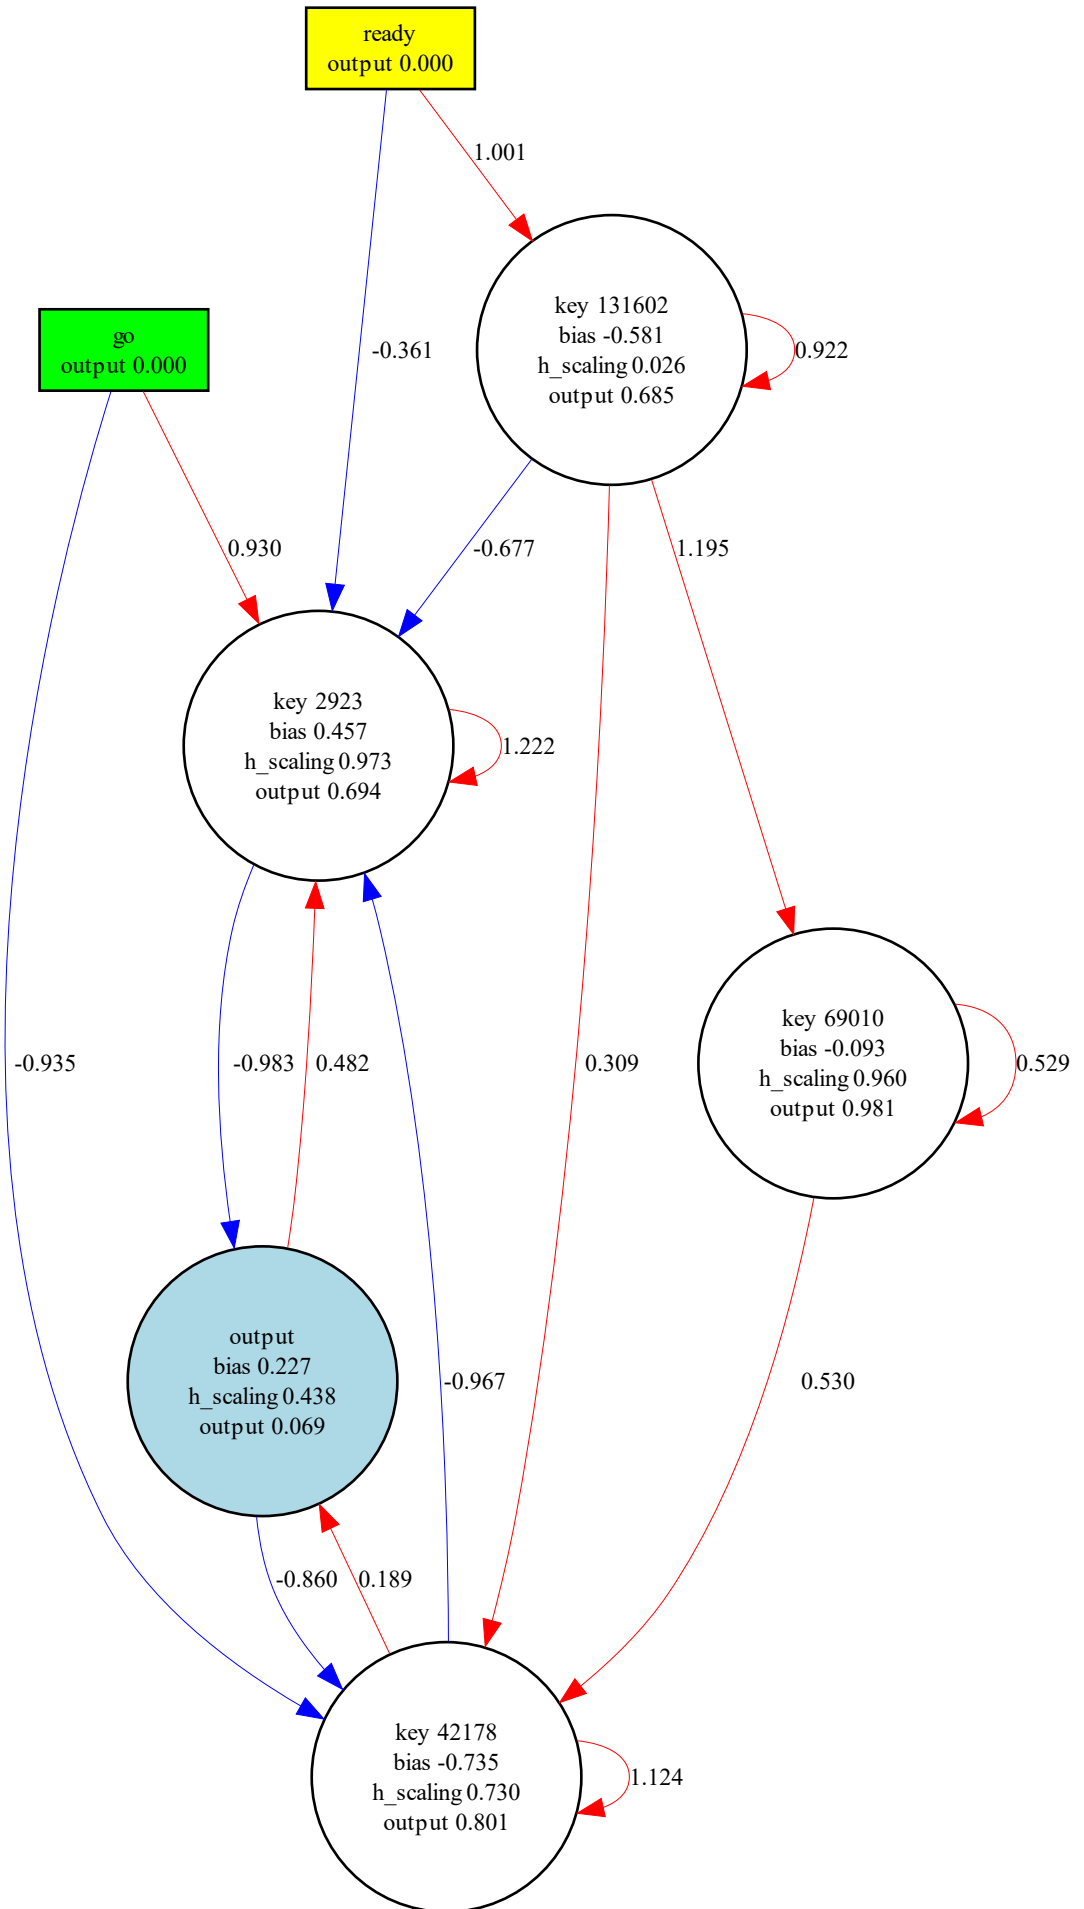 ready
output 0.000
1.001
go
output 0.000
-0.361
key 131602
bias -0.581
h_scaling 0.026
output 0.685
0.922
0.930
-0.677
1.195
key 2923
bias 0.457
h_scaling 0.973
output 0.694
1.222
-0.935
-0.983
0.482
0.309
key 69010
bias -0.093
h_scaling 0.960
output 0.981
0.529
output
bias 0.227
h_scaling 0.438
output 0.069
-0.967
0.530
-0.860
0.189
key 42178
bias -0.735
h_scaling 0.730
output 0.801
1.124